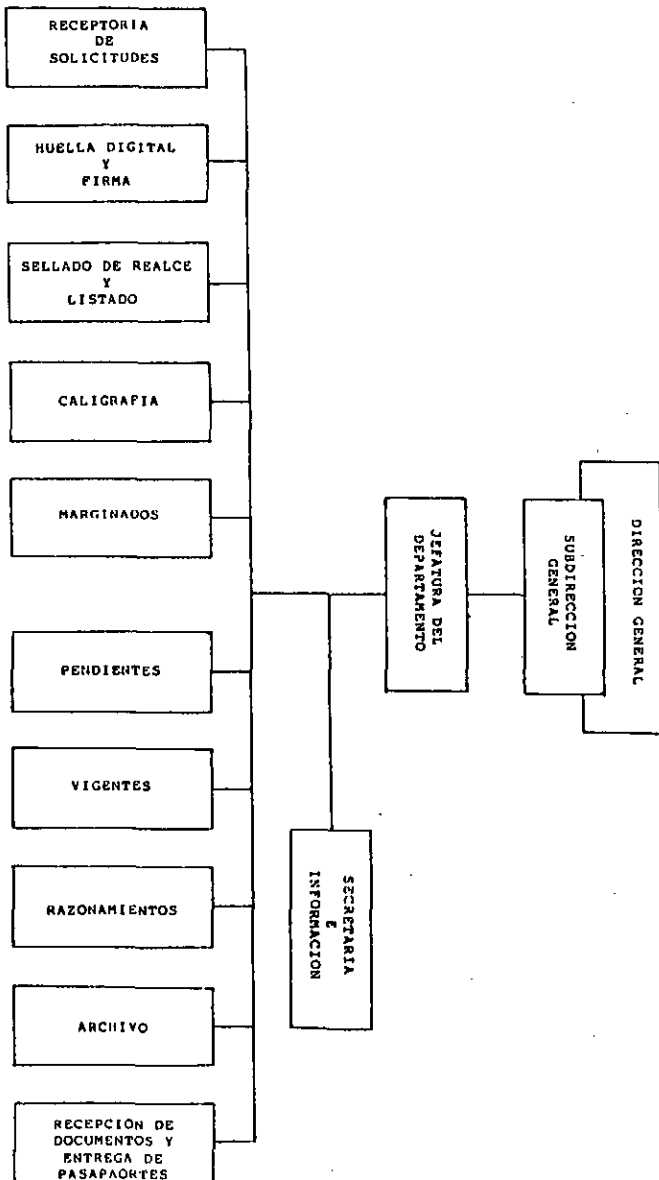 DIRECCION GENERAL
SUBDIRECCION
GENERAL
JEFATURA DEL
DEPARTAMENTO
SECRETARIA
E
INFORMACION
RECEPTORIA
DE
SOLICITUDES
HUELLA DIGITAL
Y
FIRMA
SELLADO DE REALCE
Y
LISTADO
CALIGRAFIA
MARGINADOS
PENDIENTES
VIGENTES
RAZONAMIENTOS
ARCHIVO
RECEPCIÓN DE
DOCUMENTOS Y
ENTREGA DE
PASAPAORTES